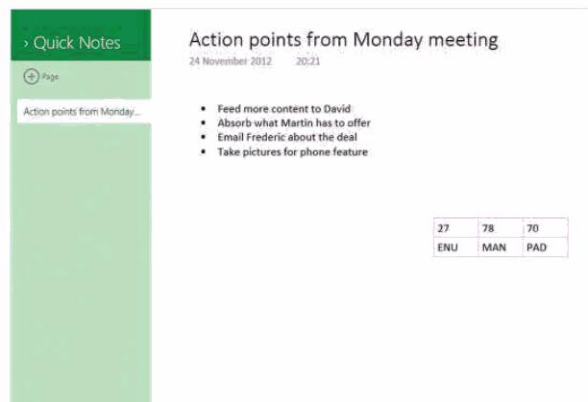 › Quick Notes
Page
Action points from Monday...
Action points from Monday meeting
24 November 2012 20:21
• Feed more content to David
• Absorb what Martin has to offer
• Email Frederic about the deal
• Take pictures for phone feature
27 78 70
ENU MAN PAD